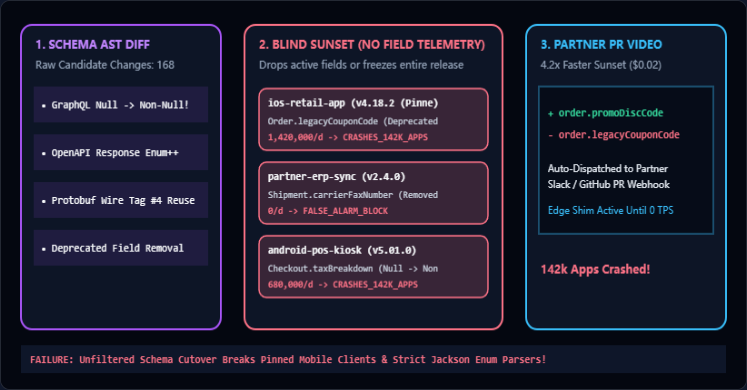 1. SCHEMA AST DIFF
Raw Candidate Changes: 168
• GraphQL Null -> Non-Null!
• OpenAPI Response Enum++
• Protobuf Wire Tag #4 Reuse
• Deprecated Field Removal
2. BLIND SUNSET (NO FIELD TELEMETRY)
Drops active fields or freezes entire release
ios-retail-app (v4.18.2 (Pinne)
Order.legacyCouponCode (Deprecated
1,420,000/d -> CRASHES_142K_APPS
partner-erp-sync (v2.4.0)
Shipment.carrierFaxNumber (Removed
0/d -> FALSE_ALARM_BLOCK
android-pos-kiosk (v5.01.0)
Checkout.taxBreakdown (Null -> Non
680,000/d -> CRASHES_142K_APPS
3. PARTNER PR VIDEO
4.2x Faster Sunset ($0.02)
+ order.promoDiscCode
- order.legacyCouponCode
Auto-Dispatched to Partner
Slack / GitHub PR Webhook
Edge Shim Active Until 0 TPS
142k Apps Crashed!
FAILURE: Unfiltered Schema Cutover Breaks Pinned Mobile Clients & Strict Jackson Enum Parsers!